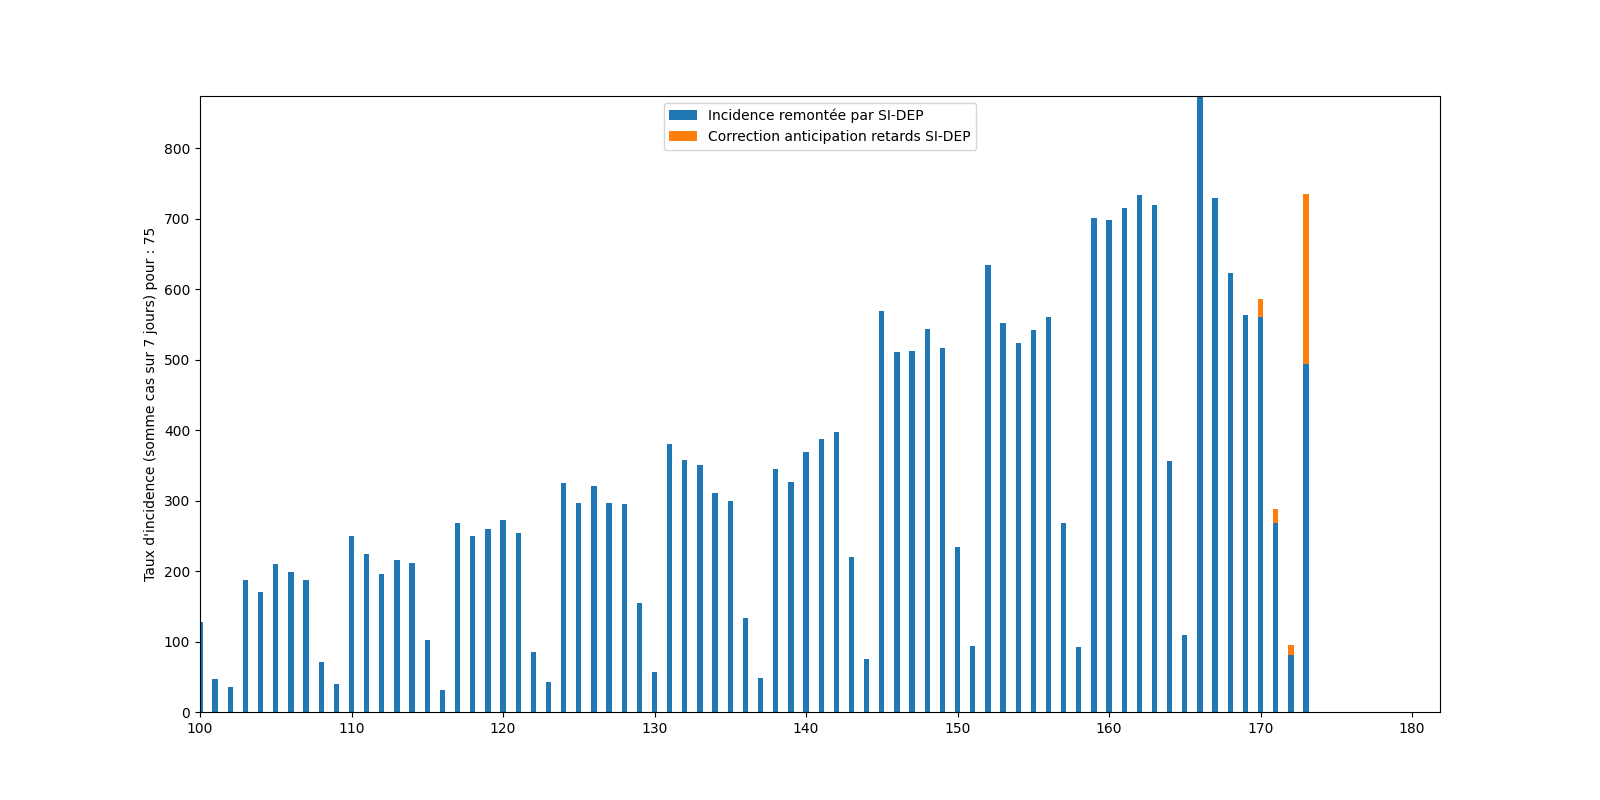 Incidence remontée par SI-DEP
Correction anticipation retards SI-DEP
Taux d'incidence (somme cas sur 7 jours) pour : 75
800
700
600
500
400
300
200
100
0
100 110 120 130 140 150 160 170 180